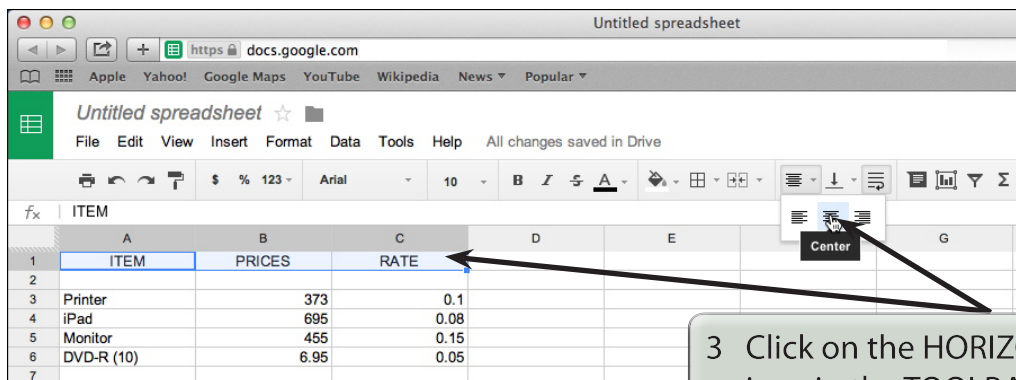 Untitled spreadsheet
https docs.google.com
Apple Yahoo! Google Maps YouTube Wikipedia News Popular
Untitled spreadsheet
File Edit View Insert Format Data Tools Help All changes saved in Drive
$ % 123 Arial 10 B I S A Σ
fx ITEM
Center
A B C D E G
1 ITEM PRICES RATE
2
3 Printer 373 0.1
4 iPad 695 0.08
5 Monitor 455 0.15
6 DVD-R (10) 6.95 0.05
7
3 Click on the